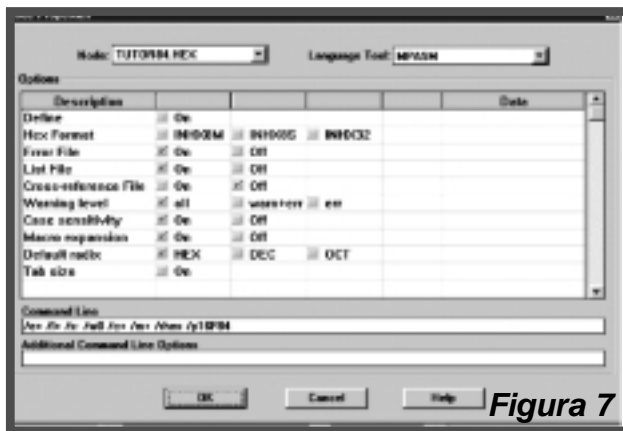 Node: TUTOR84.HEX Language Tool: MPASM
Options
Description Data
Define On
Hex Format INHX8M INHX8S INHX32
Error File On Off
List File On Off
Cross-reference File On Off
Warning level all warn+err err
Case sensitivity On Off
Macro expansion On Off
Default radix HEX DEC OCT
Tab size On
Command Line
Additional Command Line Options
OK Cancel Help
Figura 7